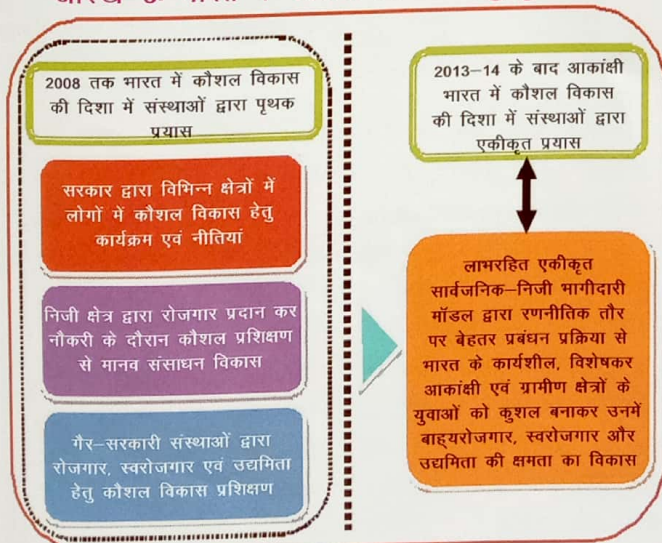 2008 तक भारत में कौशल विकास
की दिशा में संस्थाओं द्वारा पृथक
प्रयास
सरकार द्वारा विभिन्न क्षेत्रों में
लोगों में कौशल विकास हेतु
कार्यक्रम एवं नीतियां
निजी क्षेत्र द्वारा रोजगार प्रदान कर
नौकरी के दौरान कौशल प्रशिक्षण
से मानव संसाधन विकास
गैर–सरकारी संस्थाओं द्वारा
रोजगार, स्वरोजगार एवं उद्यमिता
हेतु कौशल विकास प्रशिक्षण
2013–14 के बाद आकांक्षी
भारत में कौशल विकास
की दिशा में संस्थाओं द्वारा
एकीकृत प्रयास
लाभरहित एकीकृत
सार्वजनिक–निजी भागीदारी
मॉडल द्वारा रणनीतिक तौर
पर बेहतर प्रबंधन प्रक्रिया से
भारत के कार्यशील, विशेषकर
आकांक्षी एवं ग्रामीण क्षेत्रों के
युवाओं को कुशल बनाकर उनमें
बाह्यरोजगार, स्वरोजगार और
उद्यमिता की क्षमता का विकास